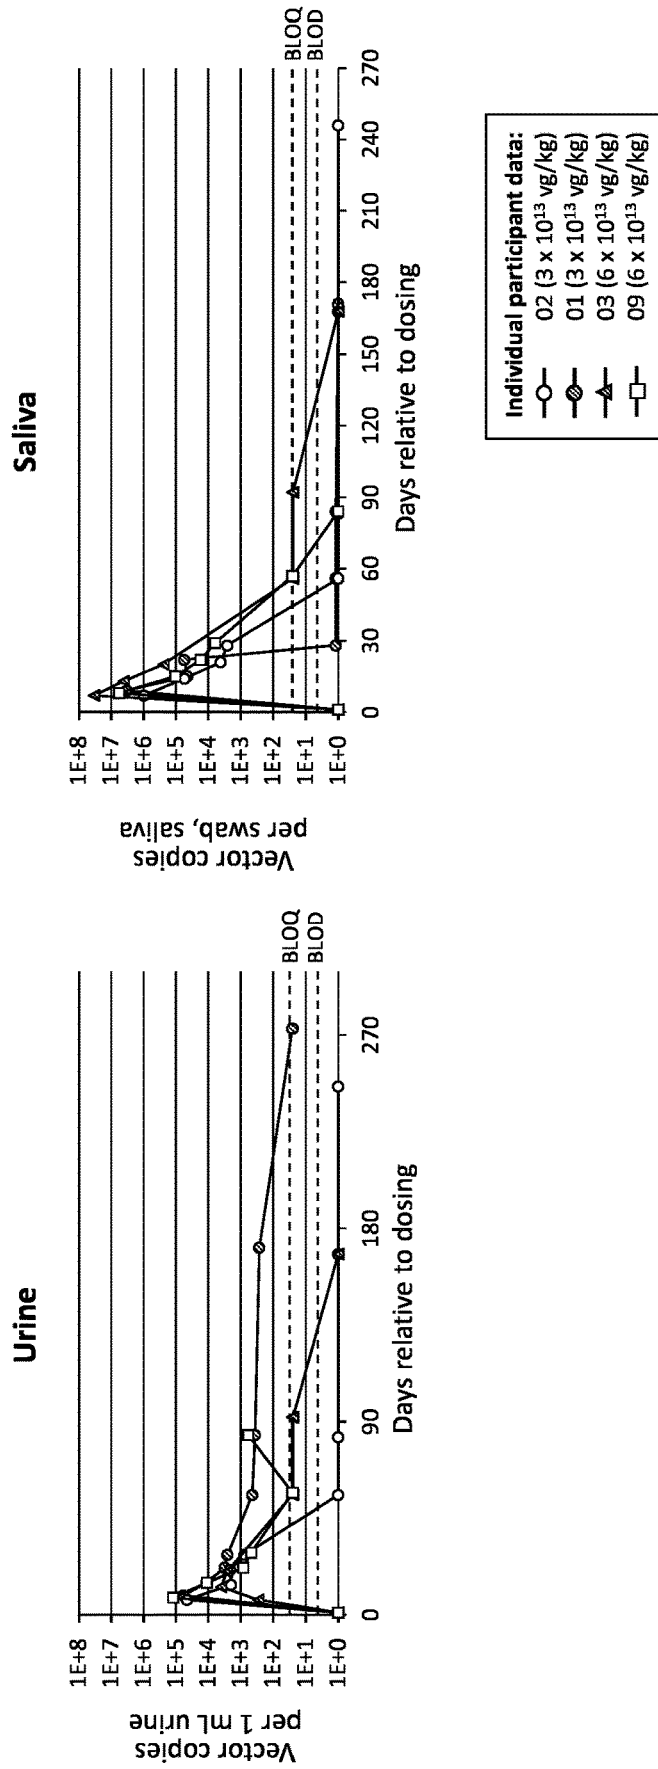 Urine
Vector copies
per 1 mL urine
1E+8
1E+7
1E+6
1E+5
1E+4
1E+3
1E+2
1E+1
1E+0
BLOQ
BLOD
0
90
180
270
Days relative to dosing
Saliva
Vector copies
per swab, saliva
1E+8
1E+7
1E+6
1E+5
1E+4
1E+3
1E+2
1E+1
1E+0
BLOQ
BLOD
0
30
60
90
120
150
180
210
240
270
Days relative to dosing
Individual participant data:
02 (3 x 10¹³ vg/kg)
01 (3 x 10¹³ vg/kg)
03 (6 x 10¹³ vg/kg)
09 (6 x 10¹³ vg/kg)